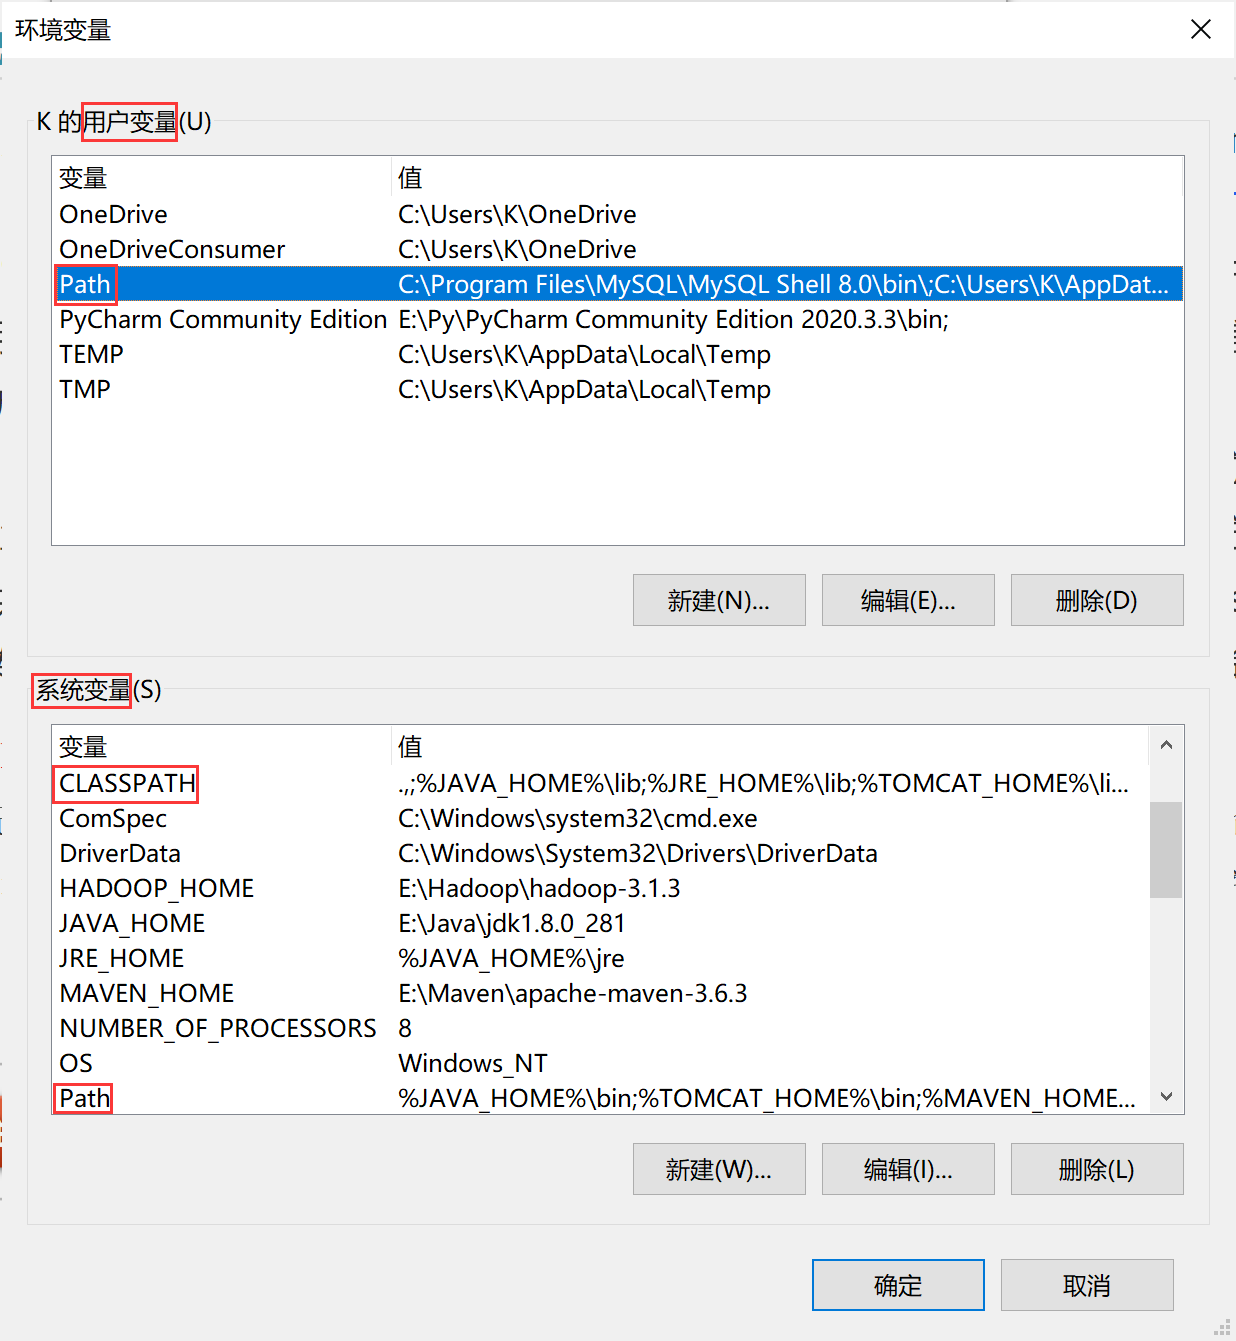 环境变量
K 的用户变量(U)
变量 值
OneDrive C:\Users\K\OneDrive
OneDriveConsumer C:\Users\K\OneDrive
Path C:\Program Files\MySQL\MySQL Shell 8.0\bin\;C:\Users\K\AppDat...
PyCharm Community Edition E:\Py\PyCharm Community Edition 2020.3.3\bin;
TEMP C:\Users\K\AppData\Local\Temp
TMP C:\Users\K\AppData\Local\Temp
新建(N)... 编辑(E)... 删除(D)
系统变量(S)
变量 值
CLASSPATH .,;%JAVA_HOME%\lib;%JRE_HOME%\lib;%TOMCAT_HOME%\li...
ComSpec C:\Windows\system32\cmd.exe
DriverData C:\Windows\System32\Drivers\DriverData
HADOOP_HOME E:\Hadoop\hadoop-3.1.3
JAVA_HOME E:\Java\jdk1.8.0_281
JRE_HOME %JAVA_HOME%\jre
MAVEN_HOME E:\Maven\apache-maven-3.6.3
NUMBER_OF_PROCESSORS 8
OS Windows_NT
Path %JAVA_HOME%\bin;%TOMCAT_HOME%\bin;%MAVEN_HOME...
新建(W)... 编辑(I)... 删除(L)
确定 取消